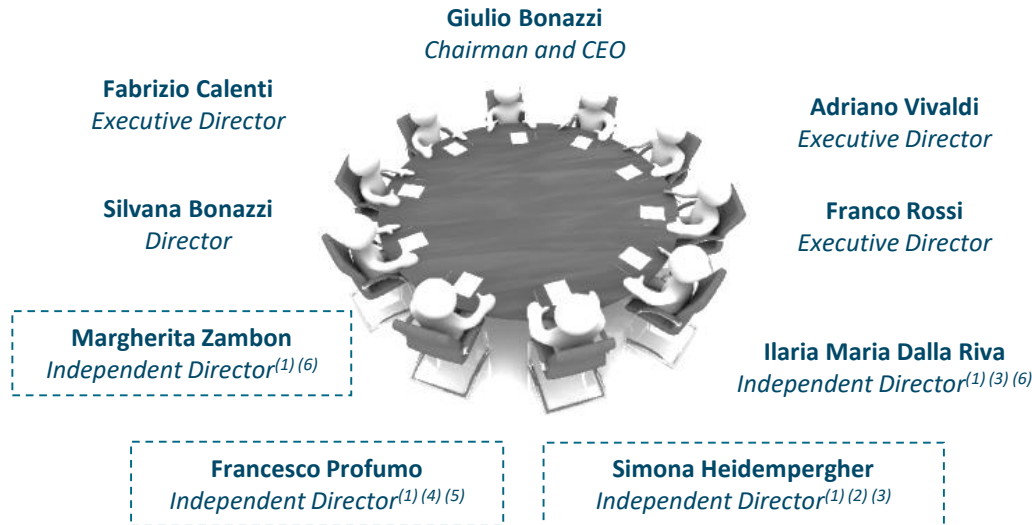 Giulio Bonazzi
Chairman and CEO
Fabrizio Calenti
Executive Director
Adriano Vivaldi
Executive Director
Silvana Bonazzi
Director
Franco Rossi
Executive Director
Margherita Zambon
Independent Director(1) (6)
Ilaria Maria Dalla Riva
Independent Director(1) (3) (6)
Francesco Profumo
Independent Director(1) (4) (5)
Simona Heidempergher
Independent Director(1) (2) (3)